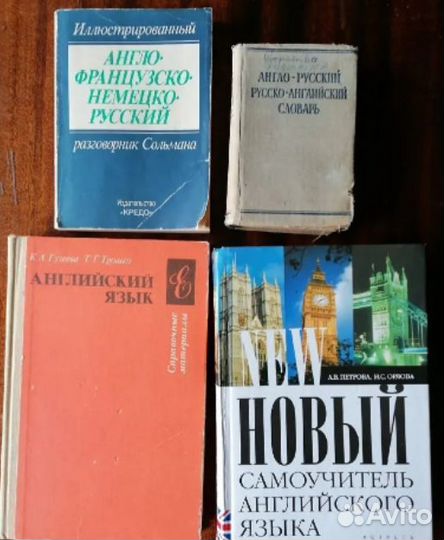 Иллюстрированный
АНГЛО-
ФРАНЦУЗСКО-
НЕМЕЦКО-
РУССКИЙ
разговорник Сольмана
Издательство
«КРЕДО»
АНГЛО-РУССКИЙ
РУССКО-АНГЛИЙСКИЙ
СЛОВАРЬ
К. А. Гузеева Т. Г. Трошко
АНГЛИЙСКИЙ
ЯЗЫК
Е
Справочные
материалы
NEW
А.В. ПЕТРОВА, И.С. ОРЛОВА
НОВЫЙ
САМОУЧИТЕЛЬ
АНГЛИЙСКОГО
ЯЗЫКА
Avito